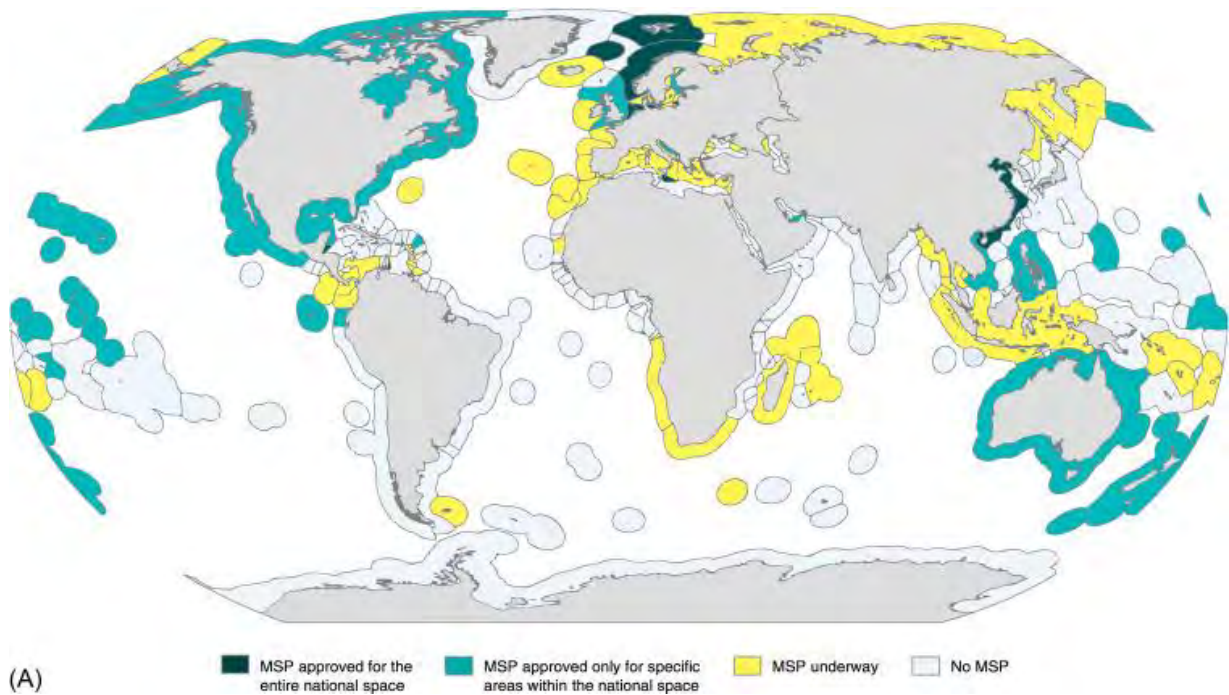 MSP approved for the
entire national space
MSP approved only for specific
areas within the national space
MSP underway
No MSP
(A)